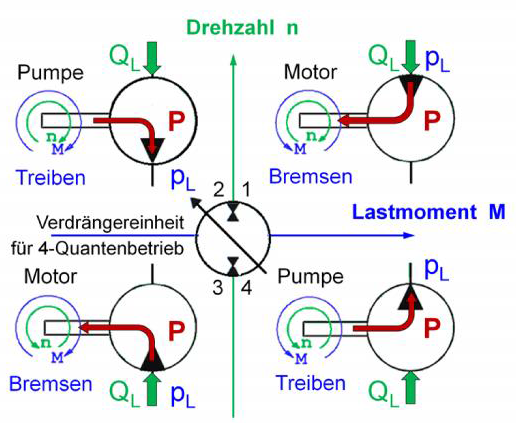 Drehzahl n
Q_L
Pumpe
P
n
M
Treiben
p_L
Q_L
p_L
Motor
P
n
M
Bremsen
2 1
Lastmoment M
Verdrängereinheit
für 4-Quantenbetrieb
3 4
Motor
P
n
M
Bremsen
Q_L
p_L
Pumpe
p_L
P
n
M
Treiben
Q_L